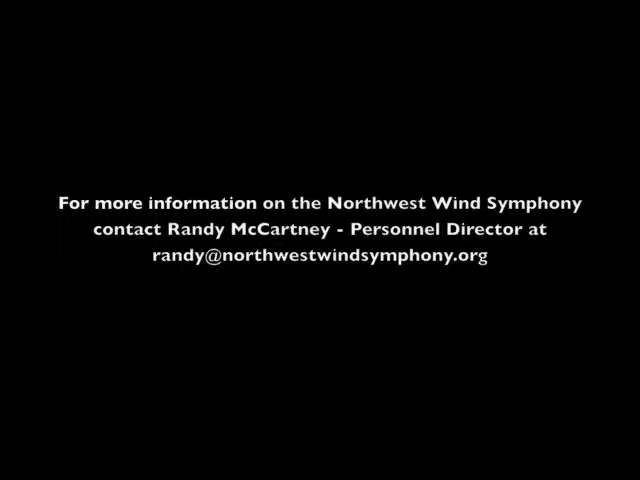 For more information on the Northwest Wind Symphony
contact Randy McCartney - Personnel Director at
randy@northwestwindsymphony.org